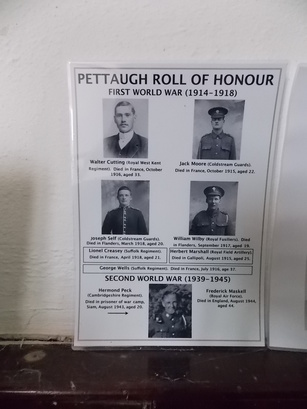 PETTAUGH ROLL OF HONOUR
FIRST WORLD WAR (1914-1918)
Walter Cutting (Royal West Kent
Regiment). Died in France, October
1916, aged 31.
Jack Moore (Coldstream Guards).
Died in France, October 1915, aged 22.
Joseph Self (Coldstream Guards).
Died in Flanders, March 1918, aged 20.
William Wilby (Royal Fusiliers). Died
in Flanders, September 1917, aged
Lionel Creasey (Suffolk Regiment).
Died in France, April 1918, aged 21.
Herbert Marshall (Royal Field Artillery).
Died in Gallipoli, August 1915, aged 25.
George Wells (Suffolk Regiment). Died in France, July 1916, age
SECOND WORLD WAR (1939-1945)
Hermond Peck
(Cambridgeshire Regiment).
Died in prisoner of war camp,
Siam, August 1943, aged 20.
Frederick Maskell
(Royal Air Force).
Died in England, August 1944,
aged 44.